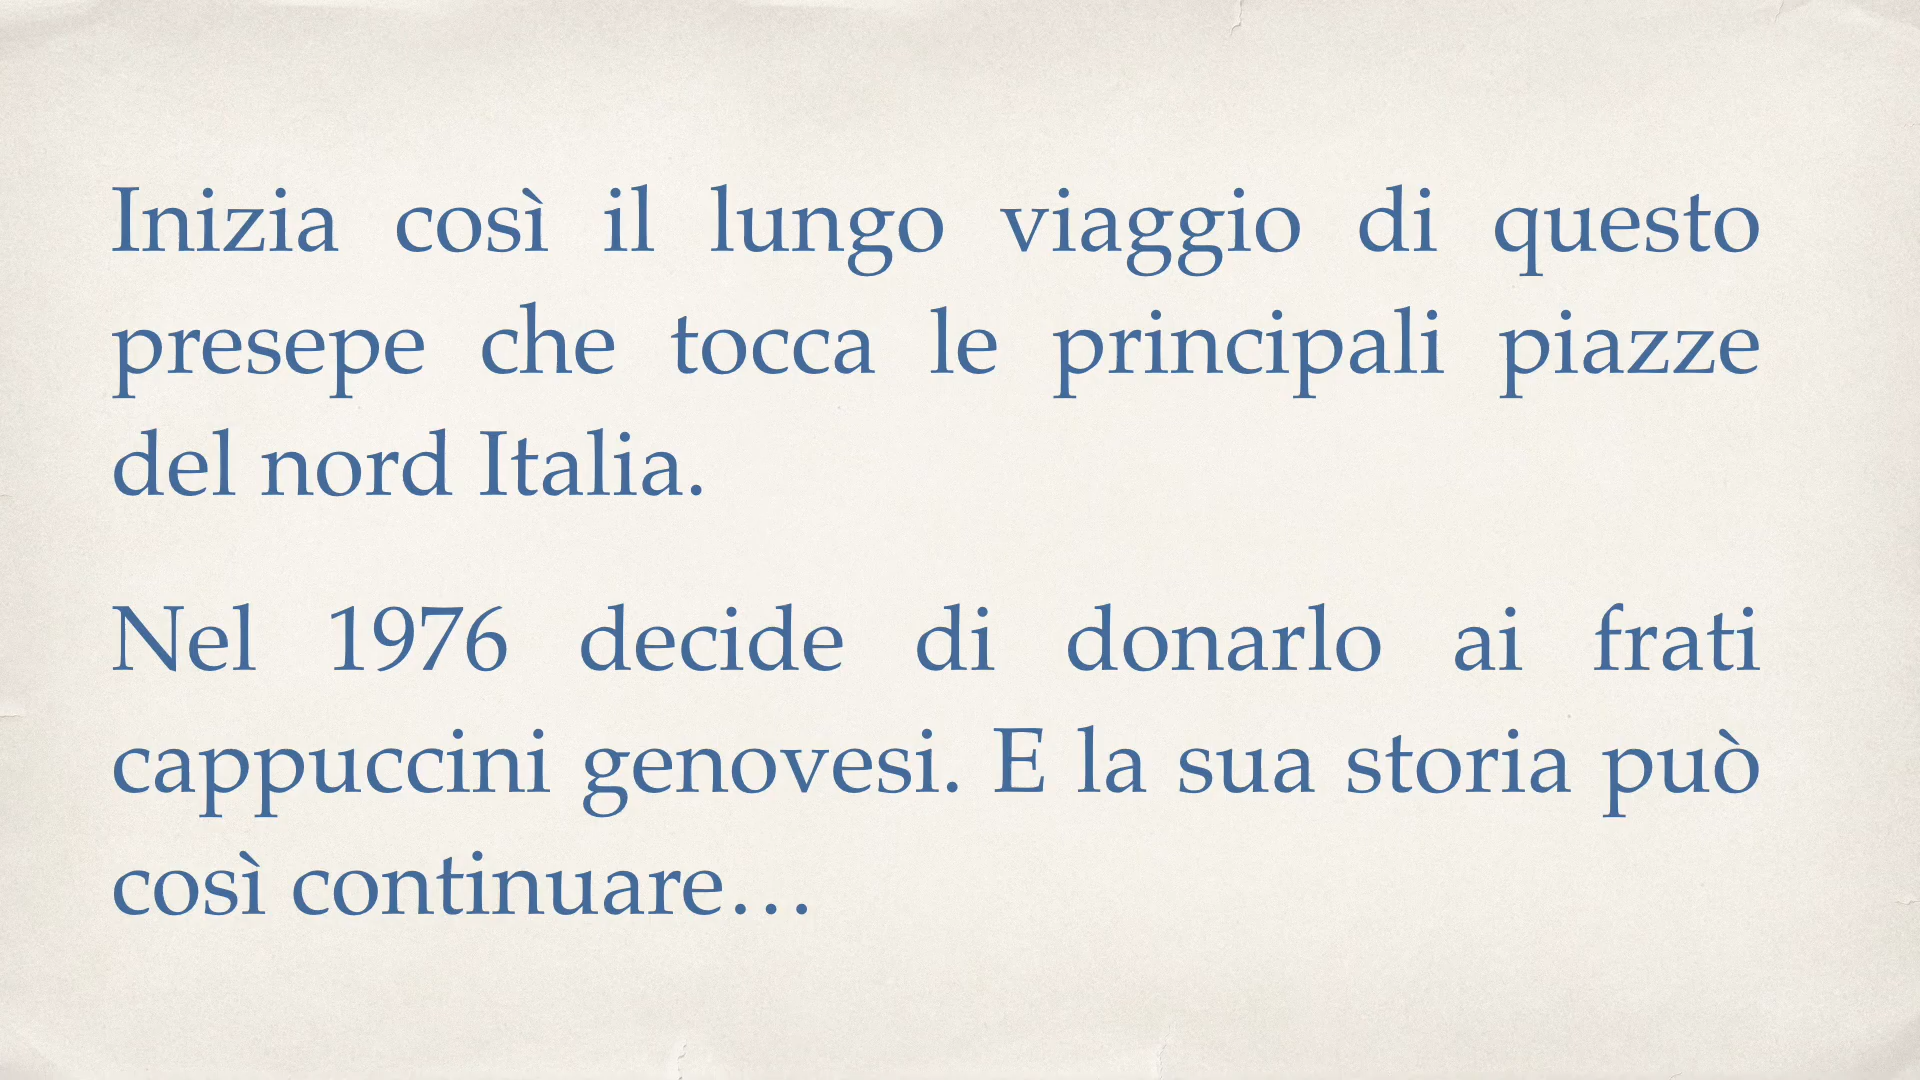 Inizia così il lungo viaggio di questo
presepe che tocca le principali piazze
del nord Italia.
Nel 1976 decide di donarlo ai frati
cappuccini genovesi. E la sua storia può
così continuare…